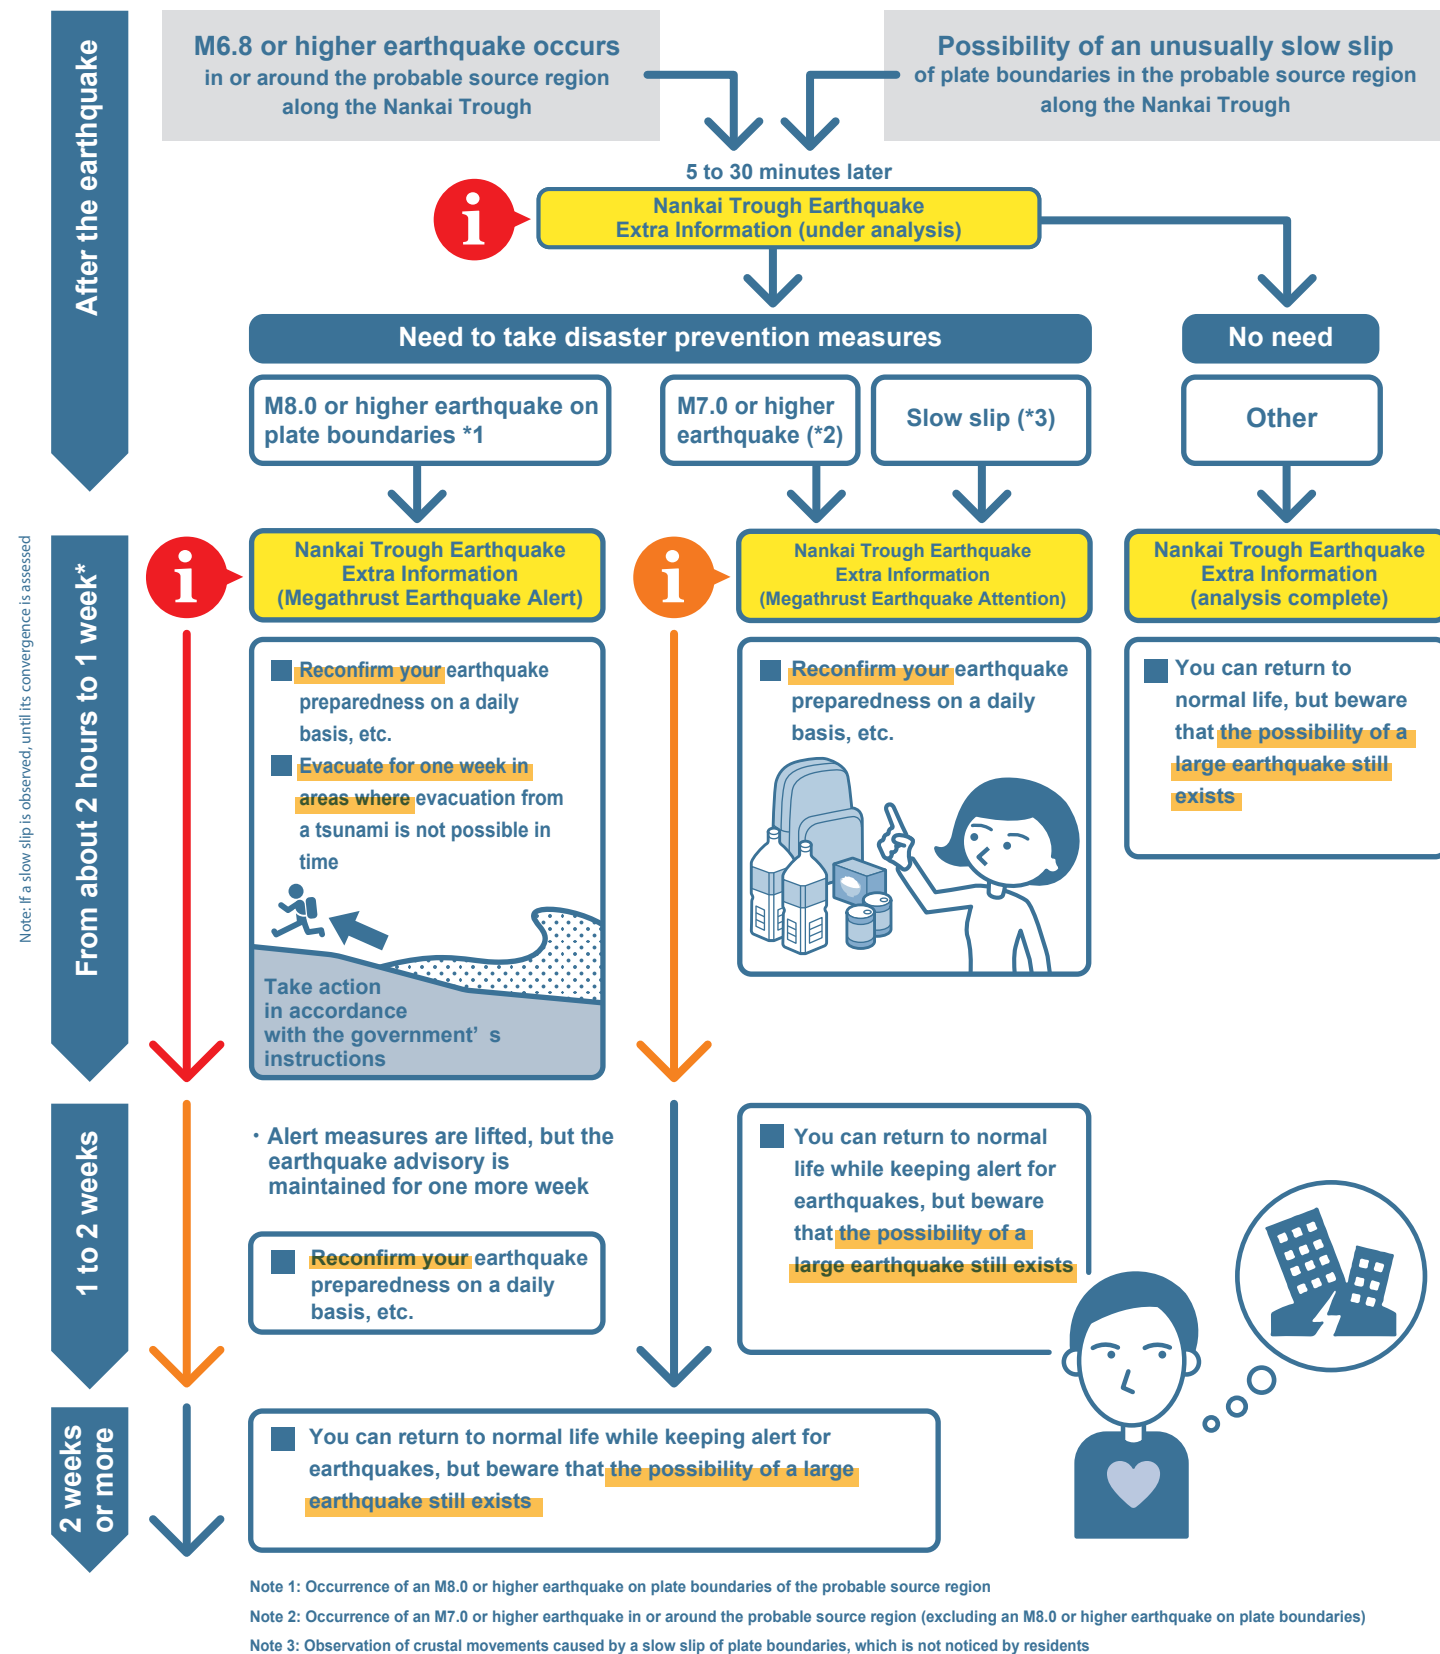 After the earthquake
M6.8 or higher earthquake occurs
in or around the probable source region
along the Nankai Trough
Possibility of an unusually slow slip
of plate boundaries in the probable source region
along the Nankai Trough
5 to 30 minutes later
i
Nankai Trough Earthquake
Extra Information (under analysis)
Need to take disaster prevention measures
No need
M8.0 or higher earthquake on
plate boundaries *1
M7.0 or higher
earthquake (*2)
Slow slip (*3)
Other
From about 2 hours to 1 week*
Note: If a slow slip is observed, until its convergence is assessed
i
Nankai Trough Earthquake
Extra Information
(Megathrust Earthquake Alert)
Reconfirm your earthquake
preparedness on a daily
basis, etc.
Evacuate for one week in
areas where evacuation from
a tsunami is not possible in
time
Take action
in accordance
with the government’ s
instructions
i
Nankai Trough Earthquake
Extra Information
(Megathrust Earthquake Attention)
Reconfirm your earthquake
preparedness on a daily
basis, etc.
Nankai Trough Earthquake
Extra Information
(analysis complete)
You can return to
normal life, but beware
that the possibility of a
large earthquake still
exists
1 to 2 weeks
・Alert measures are lifted, but the
earthquake advisory is
maintained for one more week
Reconfirm your earthquake
preparedness on a daily
basis, etc.
You can return to normal
life while keeping alert for
earthquakes, but beware
that the possibility of a
large earthquake still exists
2 weeks
or more
You can return to normal life while keeping alert for
earthquakes, but beware that the possibility of a large
earthquake still exists
Note 1: Occurrence of an M8.0 or higher earthquake on plate boundaries of the probable source region
Note 2: Occurrence of an M7.0 or higher earthquake in or around the probable source region (excluding an M8.0 or higher earthquake on plate boundaries)
Note 3: Observation of crustal movements caused by a slow slip of plate boundaries, which is not noticed by residents